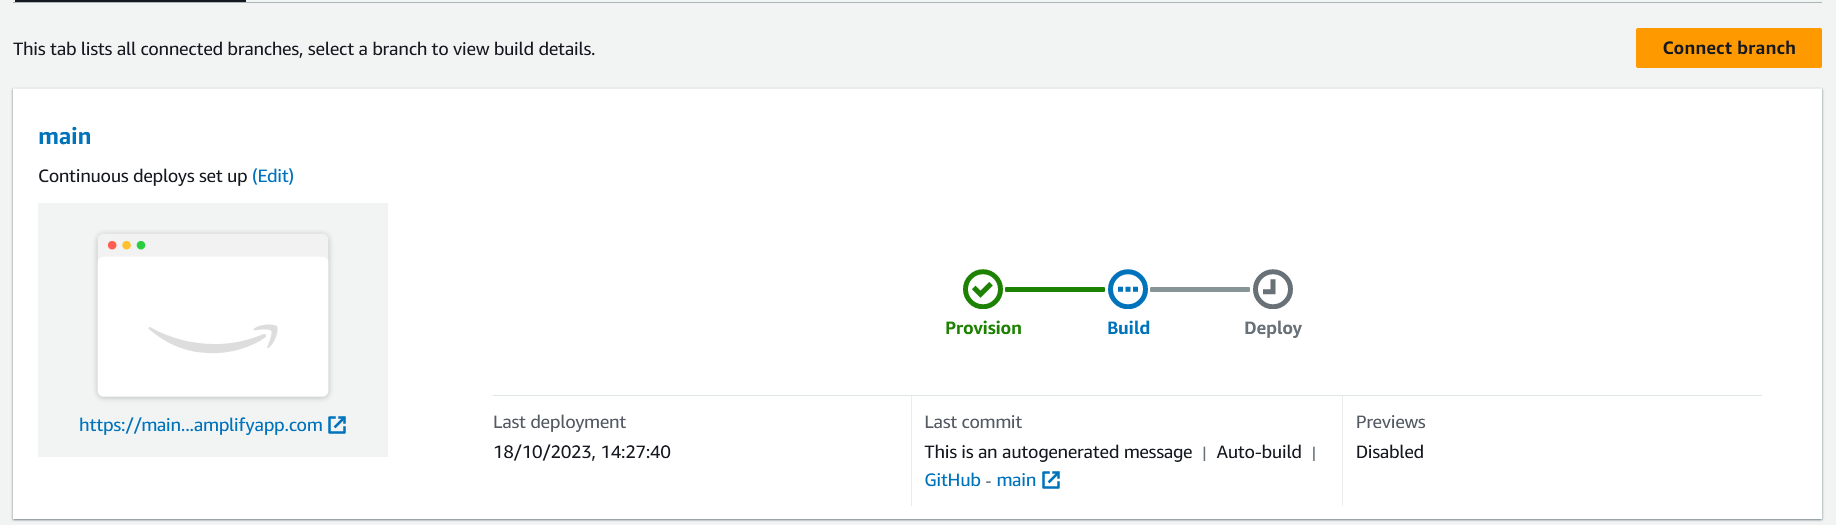 This tab lists all connected branches, select a branch to view build details.
Connect branch
main
Continuous deploys set up (Edit)
https://main...amplifyapp.com
Provision
Build
Deploy
Last deployment
18/10/2023, 14:27:40
Last commit
This is an autogenerated message | Auto-build |
GitHub - main
Previews
Disabled